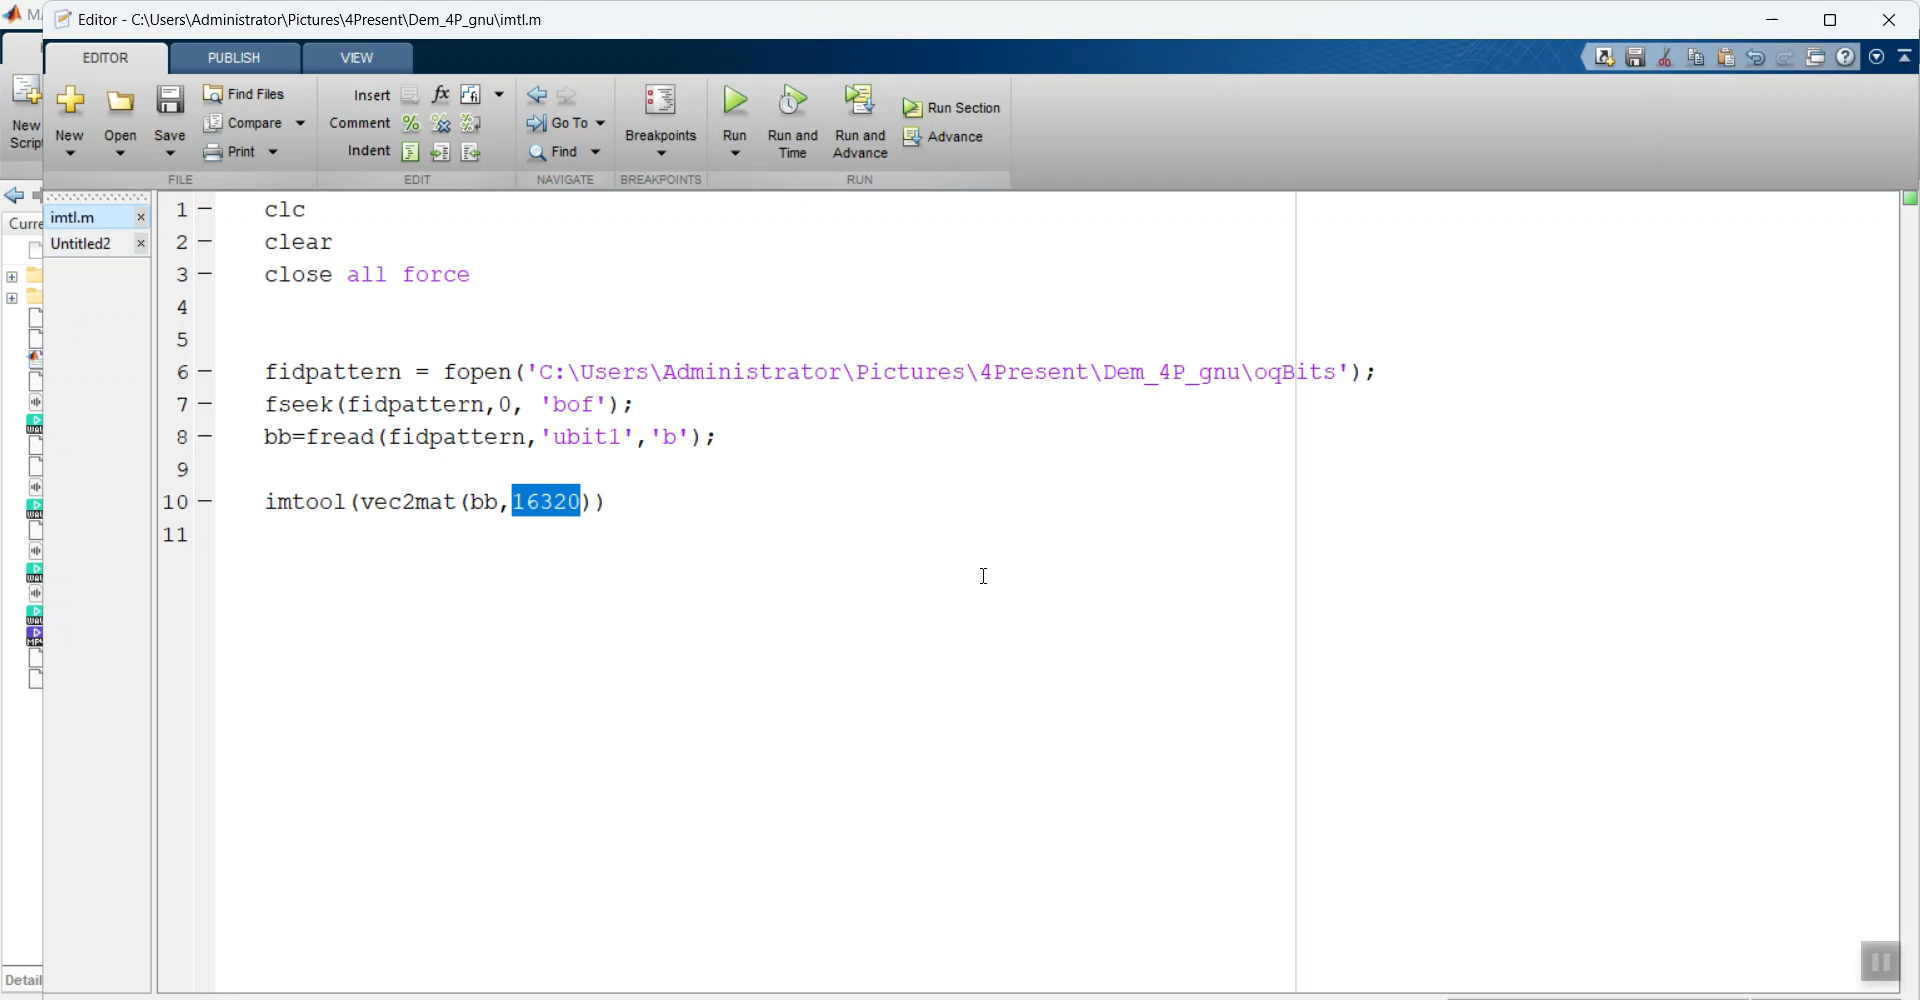 MA
Editor - C:\Users\Administrator\Pictures\4Present\Dem_4P_gnu\imtl.m
EDITOR PUBLISH VIEW
New Script
New
Open
Save
Find Files
Compare
Print
FILE
Insert
Comment
Indent
EDIT
Go To
Find
NAVIGATE
Breakpoints
BREAKPOINTS
Run
Run and Time
Run and Advance
Run Section
Advance
RUN
Curre
imtl.m
Untitled2
1 clc
2 clear
3 close all force
4
5
6 fidpattern = fopen('C:\Users\Administrator\Pictures\4Present\Dem_4P_gnu\oqBits');
7 fseek(fidpattern,0, 'bof');
8 bb=fread(fidpattern,'ubit1','b');
9
10 imtool(vec2mat(bb,16320))
11
Detail